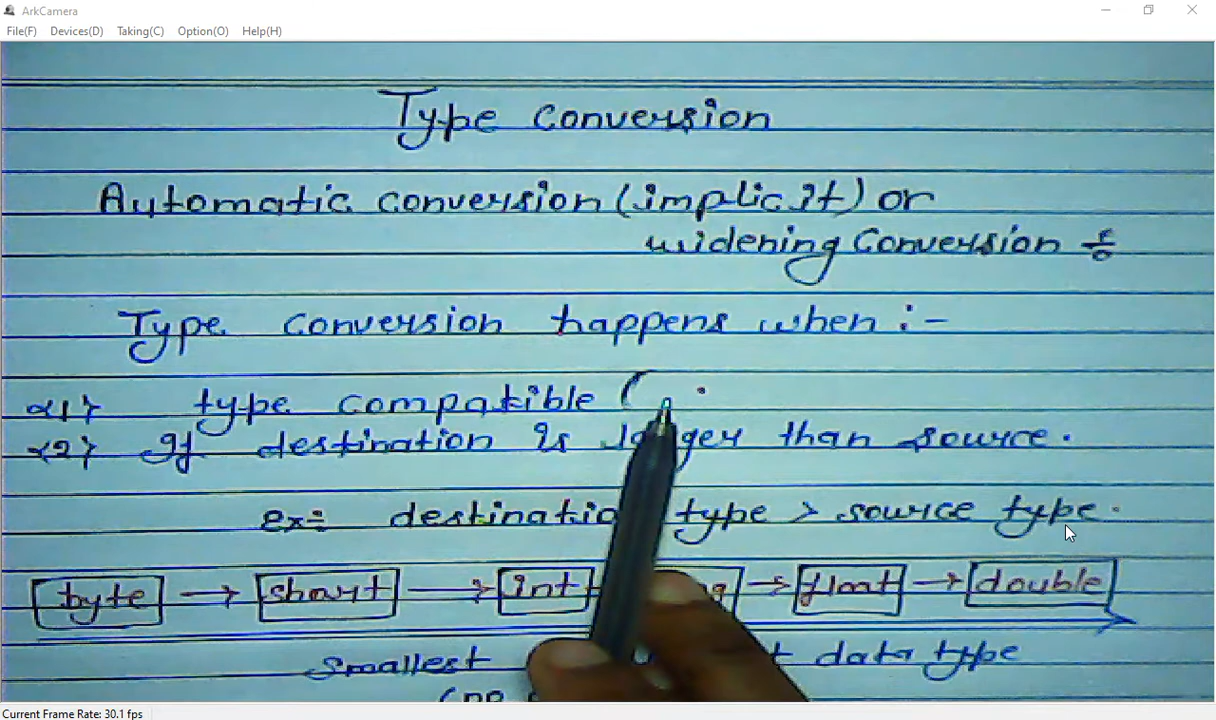 ArkCamera
File(F) Devices(D) Taking(C) Option(O) Help(H)
Type Conversion
Automatic conversion (implicit) or
widening Conversion ÷
Type conversion happens when :-
<1> type compatible ( .
<2> If destination is larger than source.
ex÷ type > source type.
byte → short → int → float → double
Smallest data type
Current Frame Rate: 30.1 fps